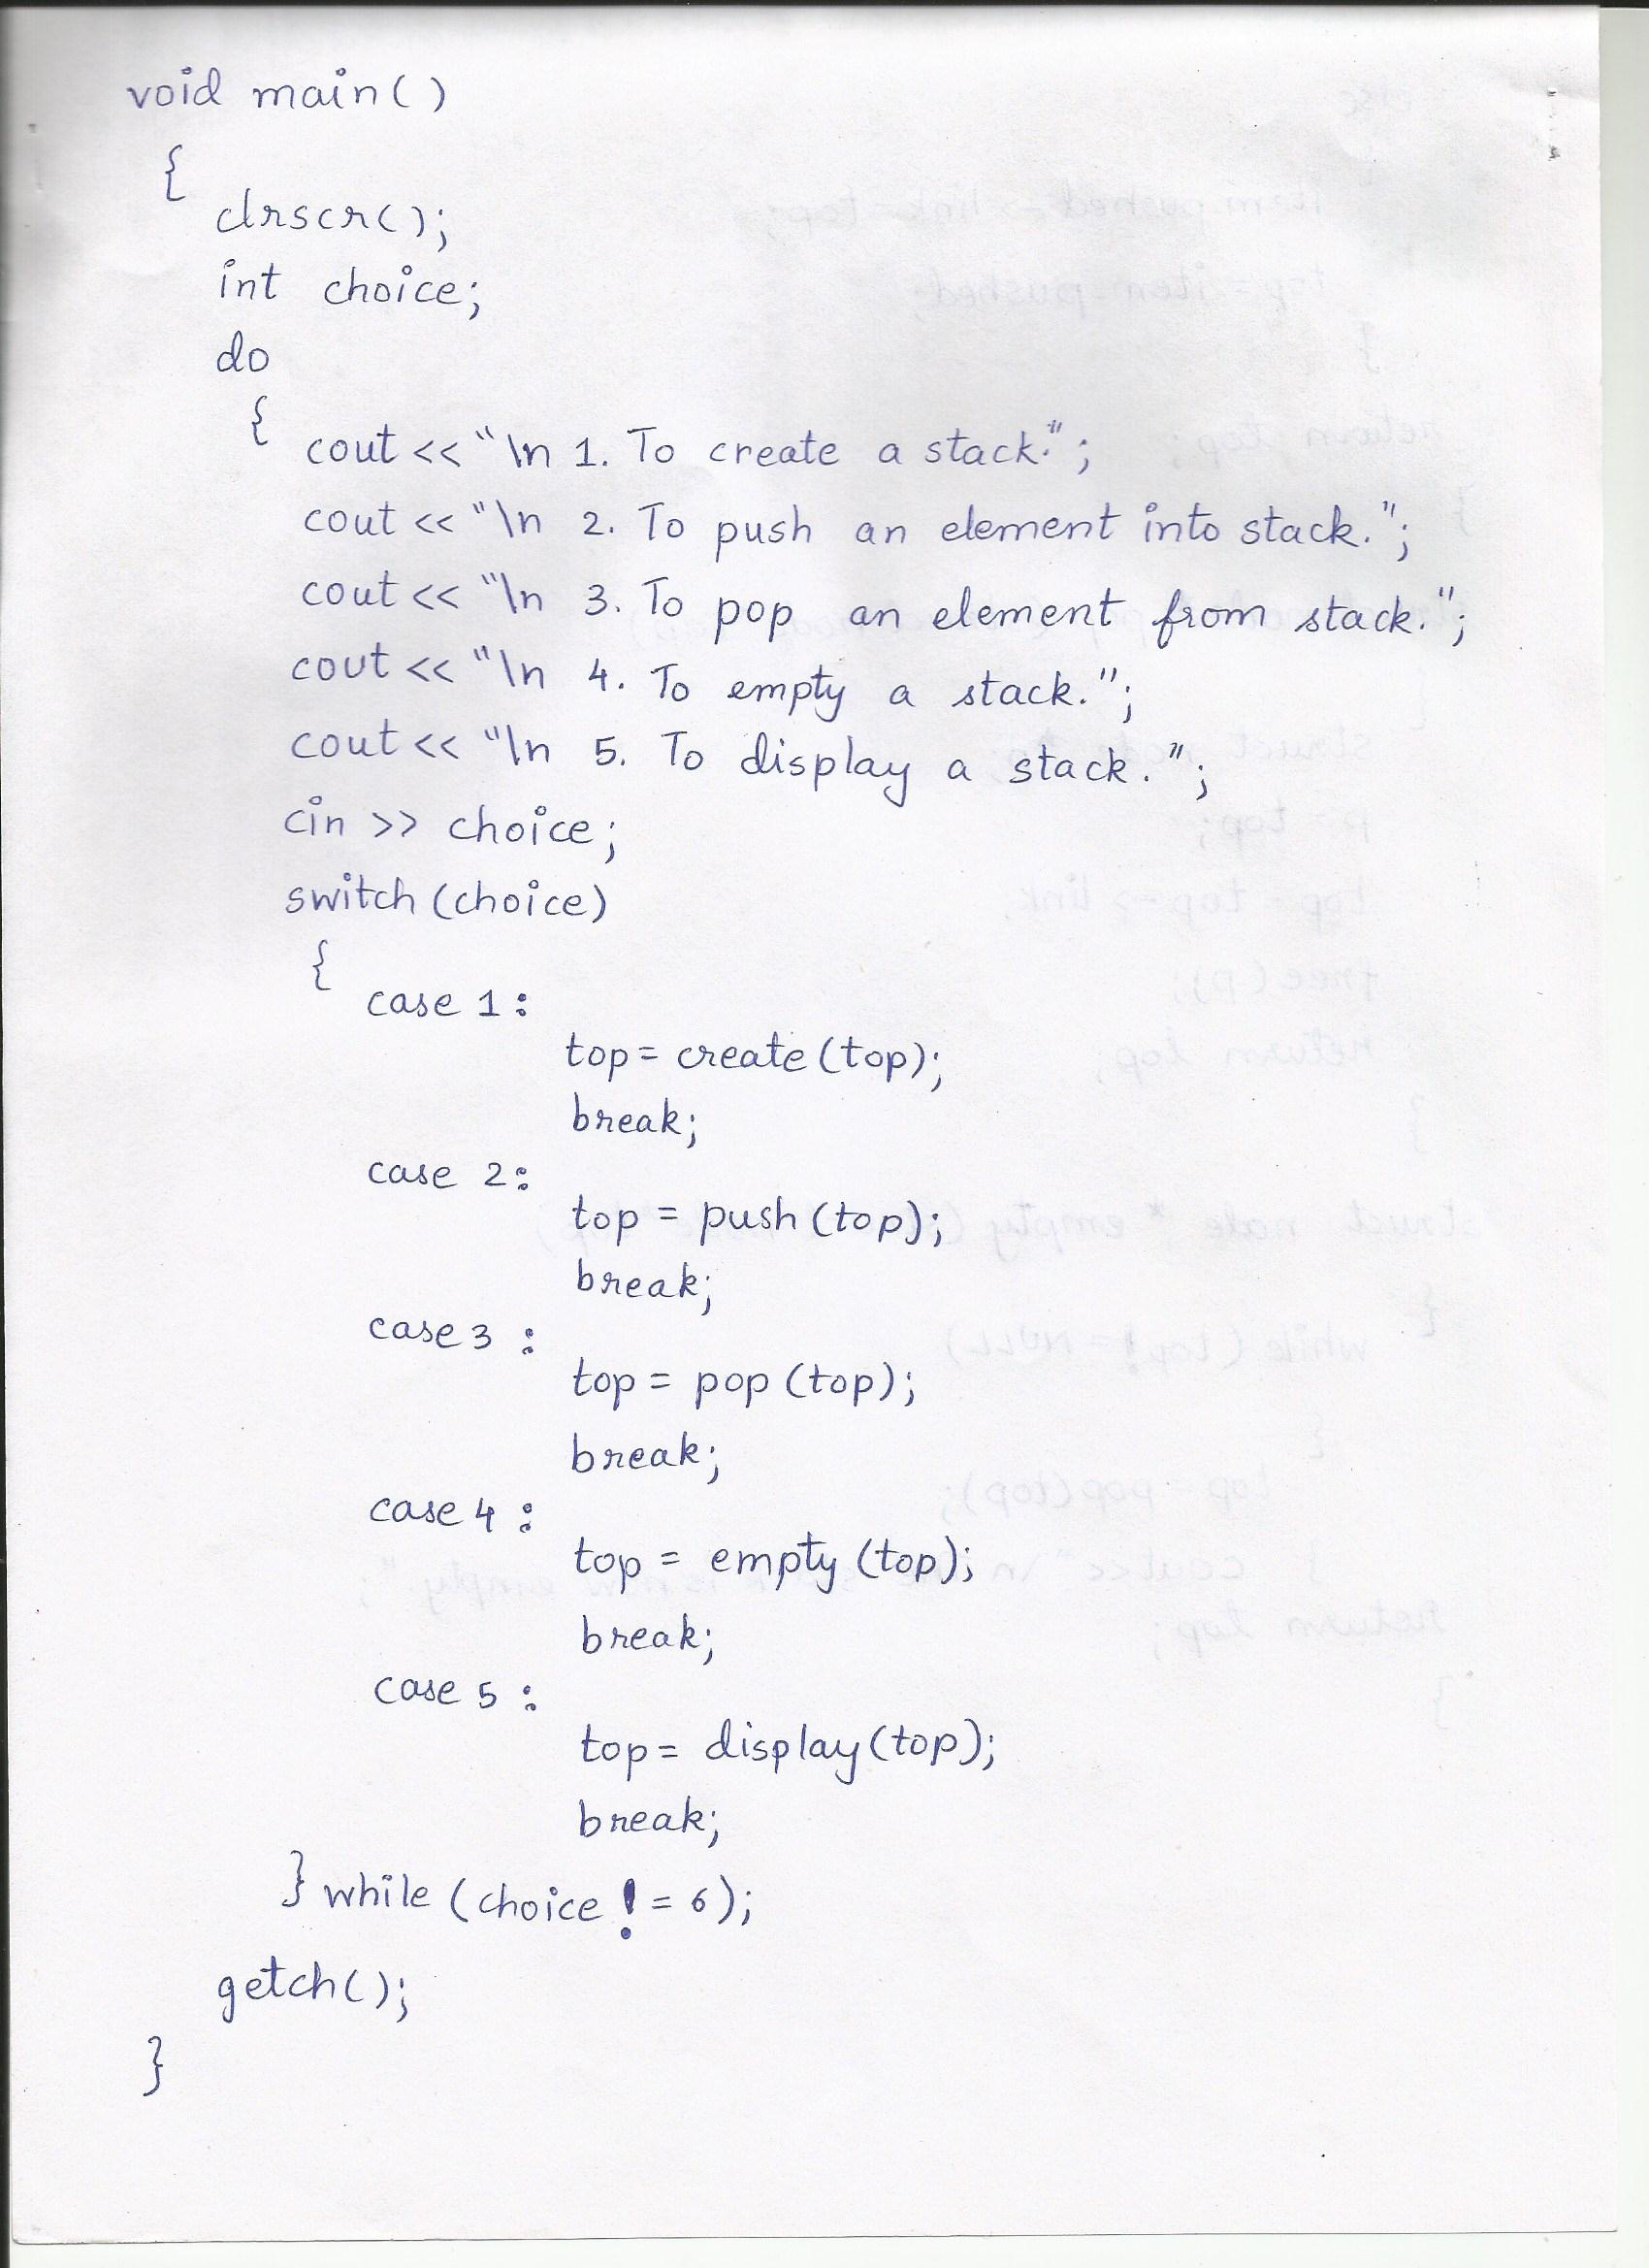 void main()
{
clrscr();
int choice;
do
{
cout << "\n 1. To create a stack.";
cout << "\n 2. To push an element into stack.";
cout << "\n 3. To pop an element from stack.";
cout << "\n 4. To empty a stack.";
cout << "\n 5. To display a stack.";
cin >> choice;
switch (choice)
{
case 1:
top = create (top);
break;
case 2:
top = push (top);
break;
case 3 :
top = pop (top);
break;
case 4 :
top = empty (top);
break;
case 5 :
top = display (top);
break;
} while (choice != 6);
getch();
}